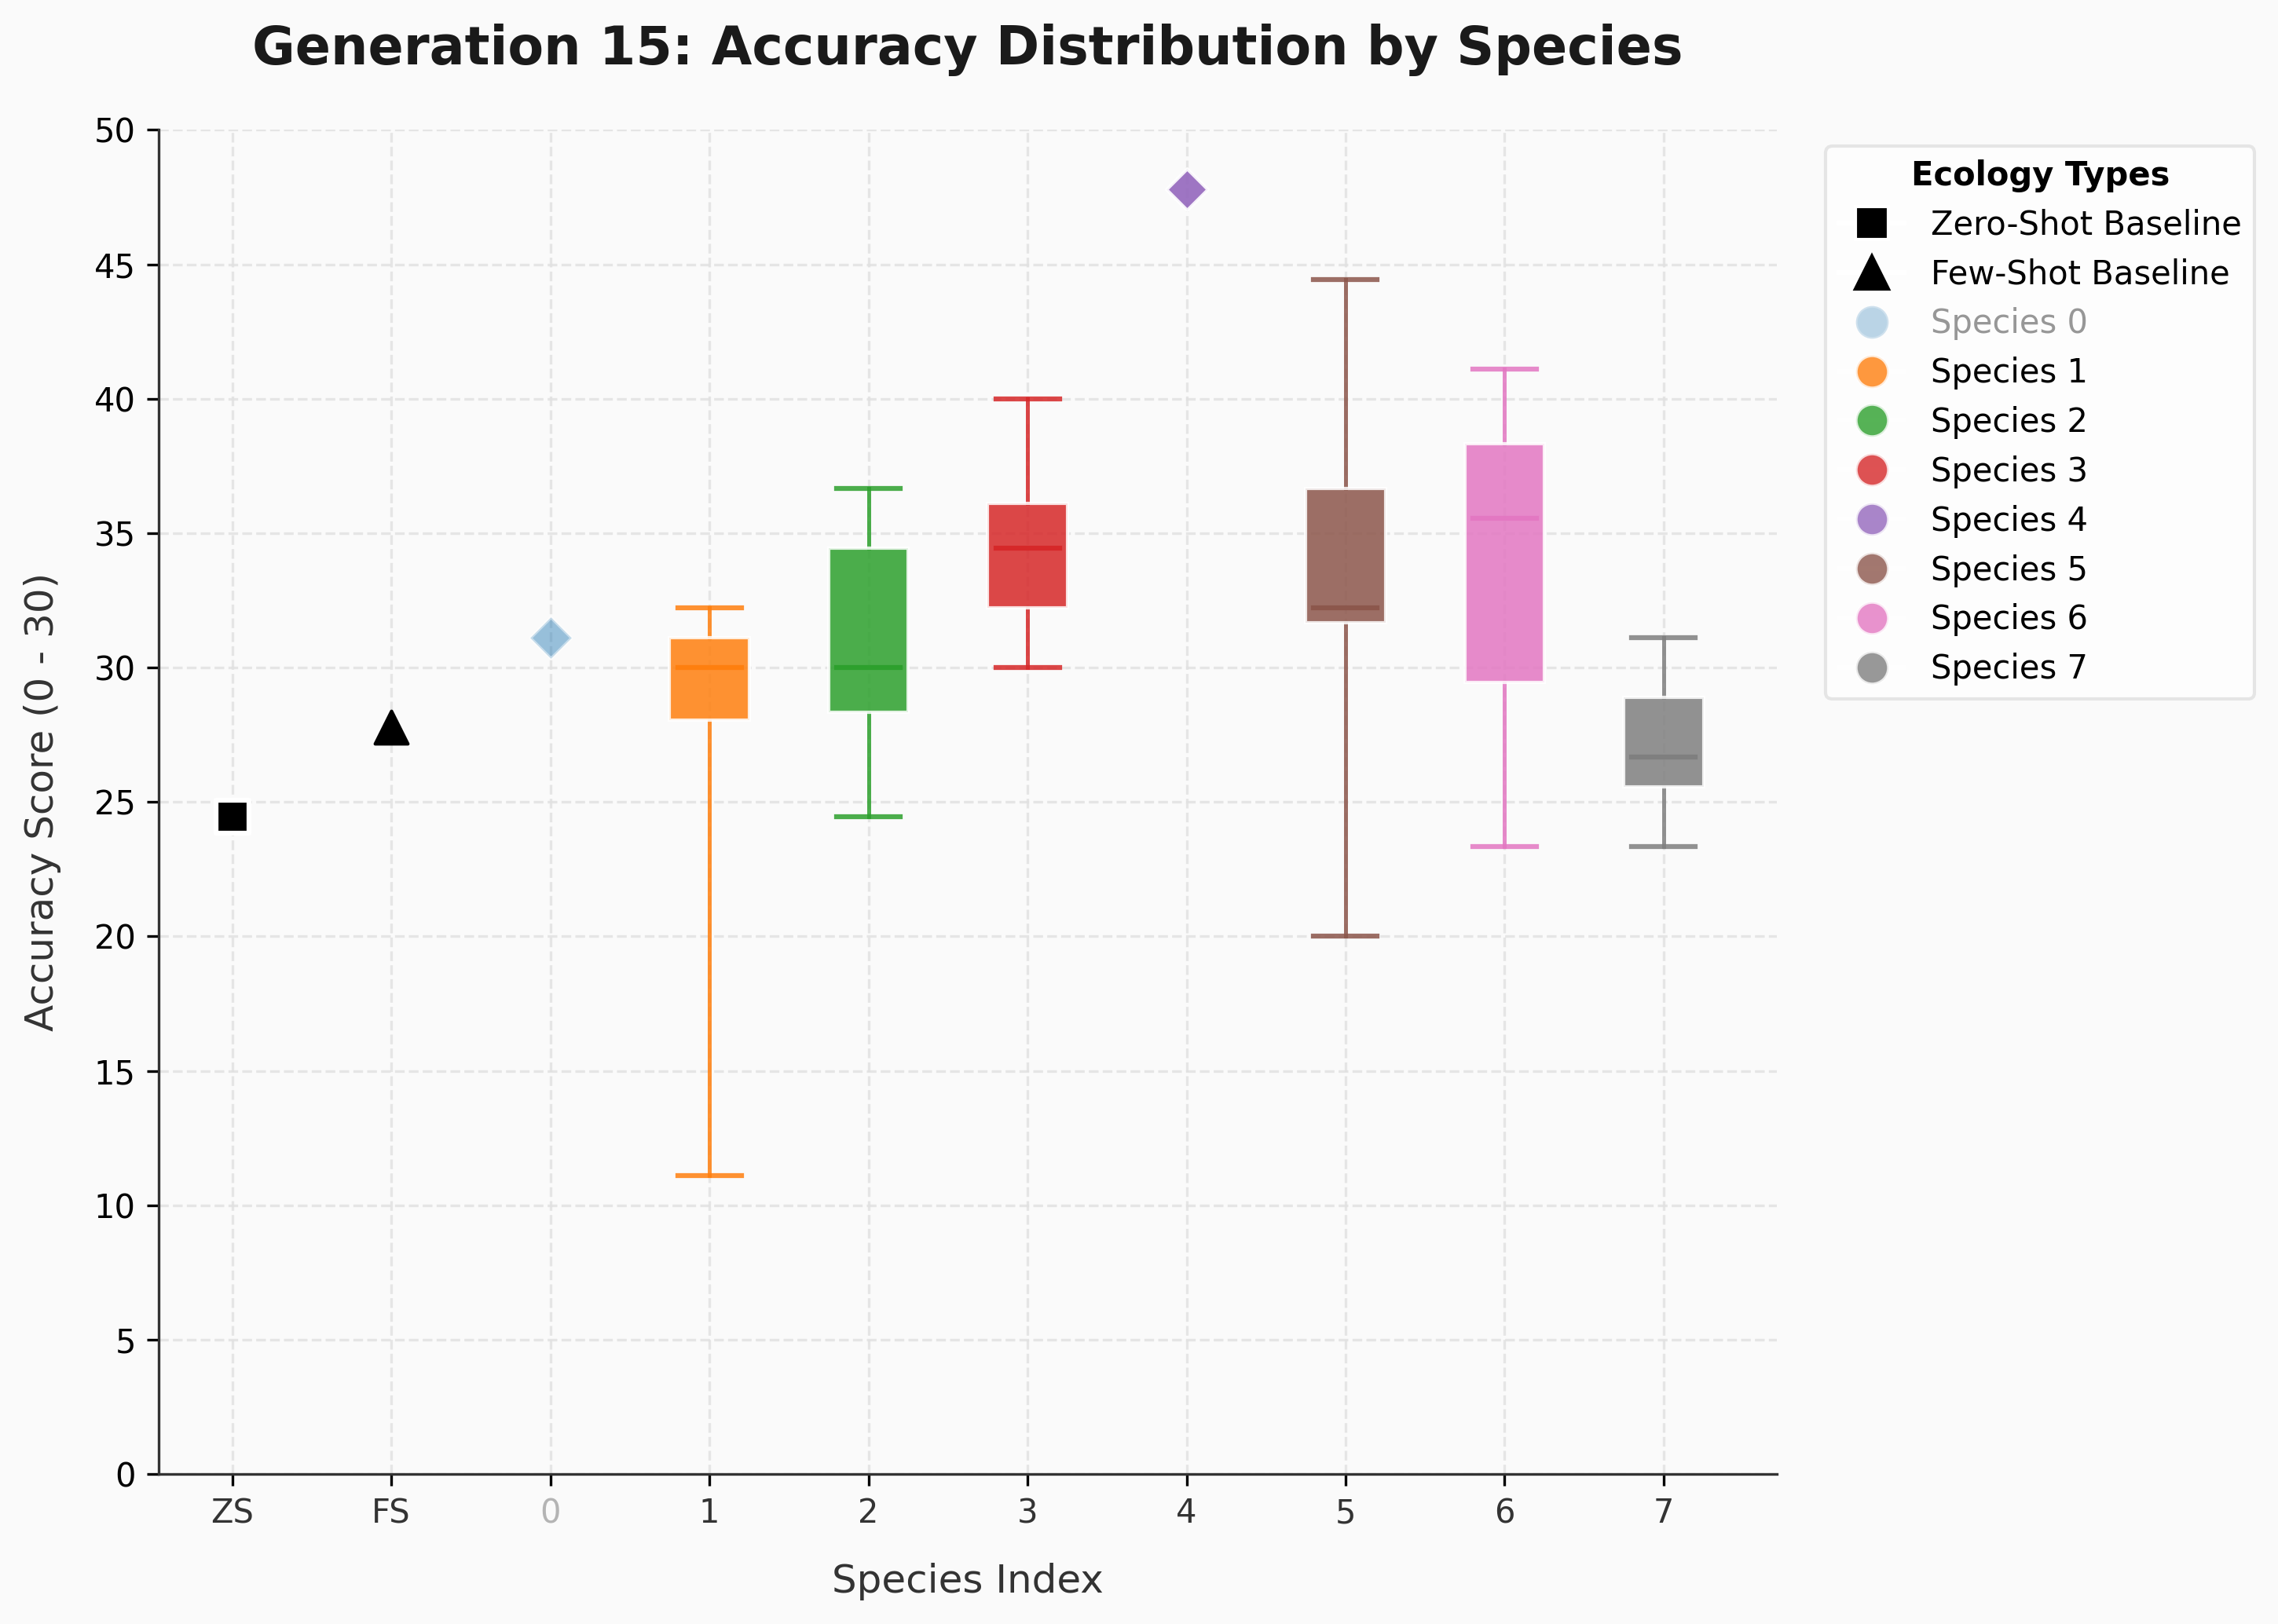 Generation 15: Accuracy Distribution by Species
50
45
40
35
30
25
20
15
10
5
0
Accuracy Score (0 - 30)
ZS FS 0 1 2 3 4 5 6 7
Species Index
Ecology Types
Zero-Shot Baseline
Few-Shot Baseline
Species 0
Species 1
Species 2
Species 3
Species 4
Species 5
Species 6
Species 7